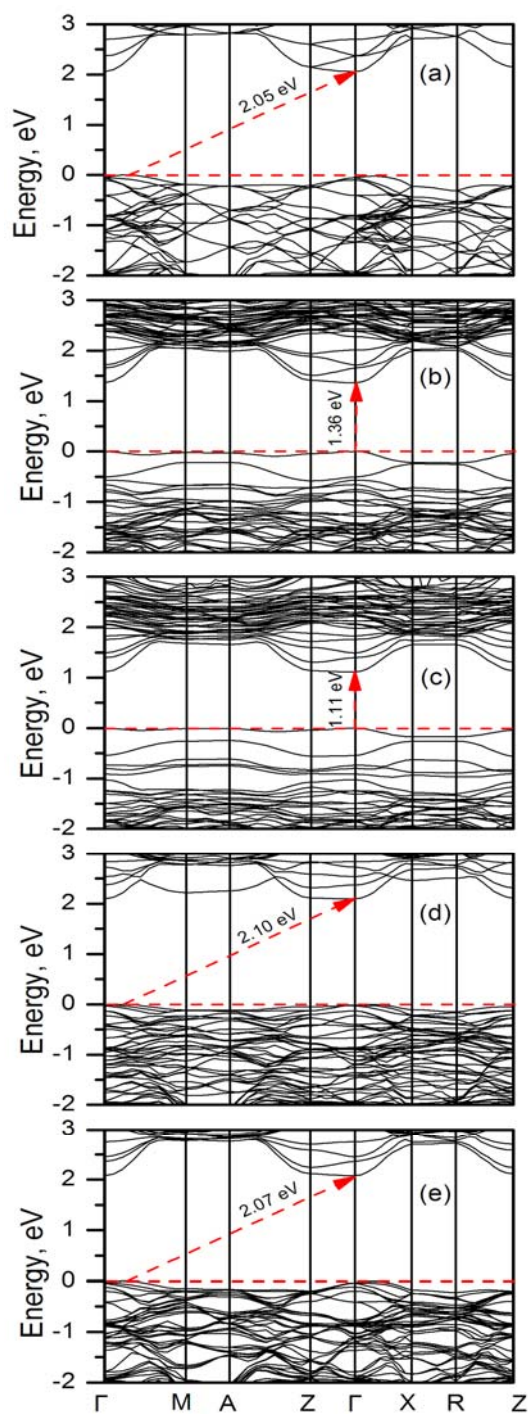 3
2
1
0
-1
-2
Energy, eV
(a)
2.05 eV
3
2
1
0
-1
-2
Energy, eV
(b)
1.36 eV
3
2
1
0
-1
-2
Energy, eV
(c)
1.11 eV
3
2
1
0
-1
-2
Energy, eV
(d)
2.10 eV
3
2
1
0
-1
-2
Energy, eV
(e)
2.07 eV
Γ M A Z Γ X R Z